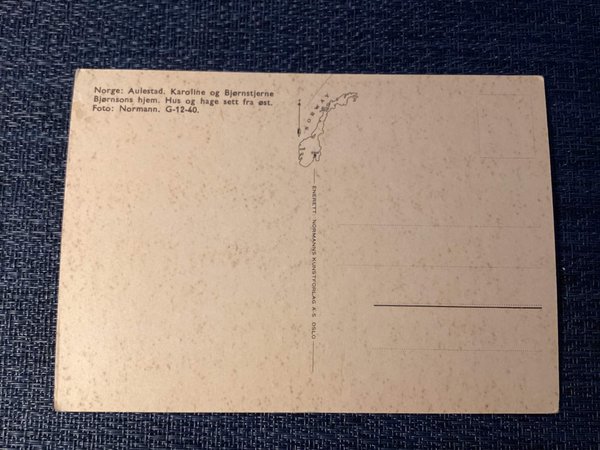 Norge: Aulestad. Karoline og Bjørnstjerne
Bjørnsons hjem. Hus og hage sett fra øst.
Foto: Normann. G-12-40.
NORWAY
ENERETT: NORMANNS KUNSTFORLAG A-S OSLO